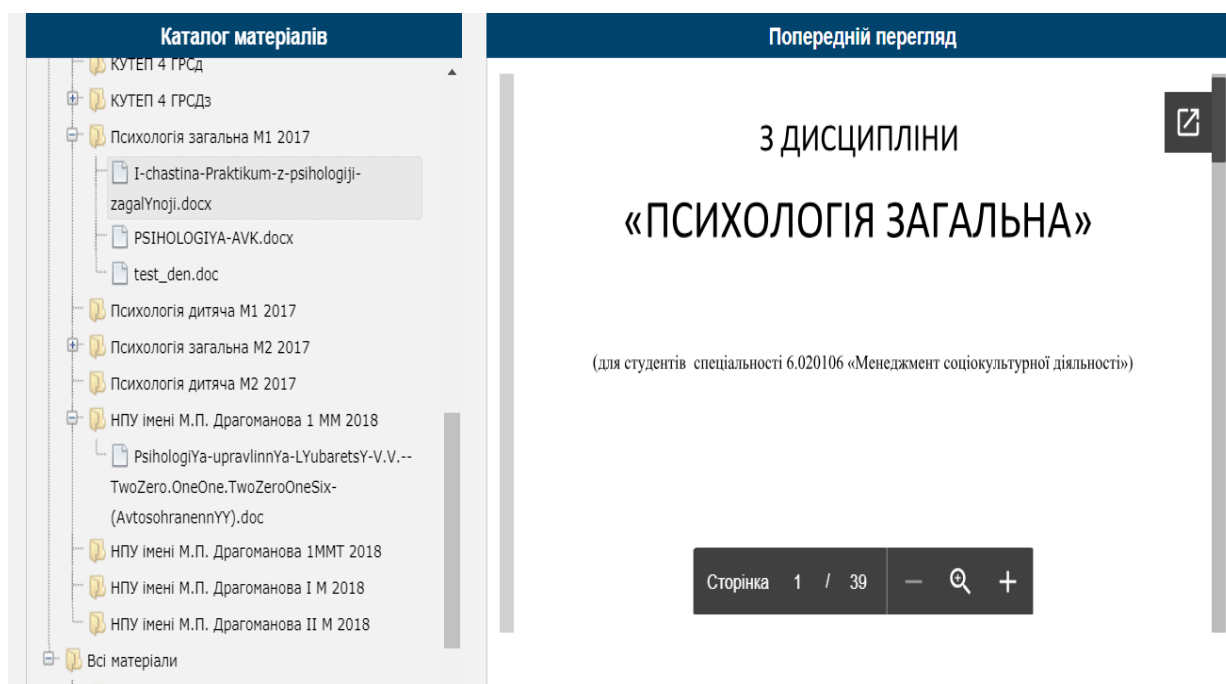 Каталог матеріалів
КУТЕП 4 ГРСд
КУТЕП 4 ГРСДз
Психологія загальна М1 2017
I-chastina-Praktikum-z-psihologiji-
zagalYnoji.docx
PSIHOLOGIYA-AVK.docx
test_den.doc
Психологія дитяча М1 2017
Психологія загальна М2 2017
Психологія дитяча М2 2017
НПУ імені М.П. Драгоманова 1 ММ 2018
PsihologiYa-upravlinnYa-LYubaretsY-V.V.--
TwoZero.OneOne.TwoZeroOneSix-
(AvtosohranennYY).doc
НПУ імені М.П. Драгоманова 1ММТ 2018
НПУ імені М.П. Драгоманова І М 2018
НПУ імені М.П. Драгоманова ІІ М 2018
Всі матеріали
Попередній перегляд
З ДИСЦИПЛІНИ
«ПСИХОЛОГІЯ ЗАГАЛЬНА»
(для студентів спеціальності 6.020106 «Менеджмент соціокультурної діяльності»)
Сторінка 1 / 39